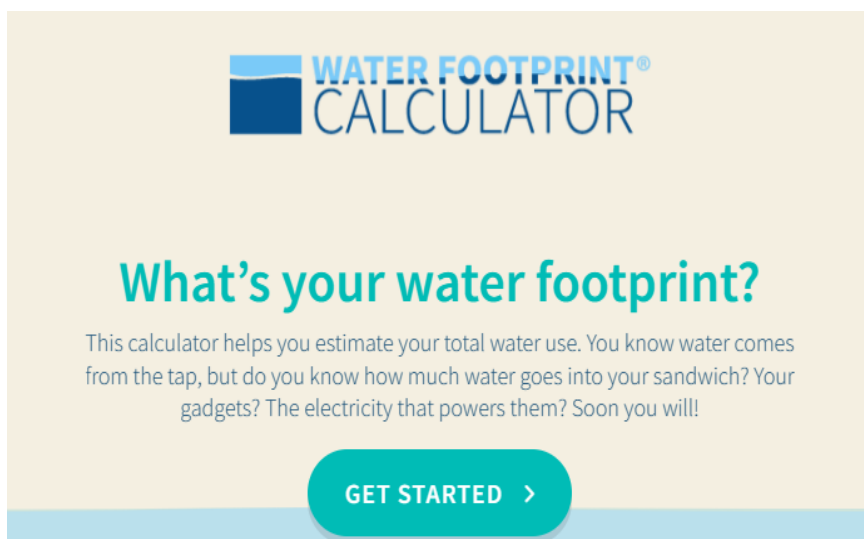 WATER FOOTPRINT®
CALCULATOR
What’s your water footprint?
This calculator helps you estimate your total water use. You know water comes
from the tap, but do you know how much water goes into your sandwich? Your
gadgets? The electricity that powers them? Soon you will!
GET STARTED >